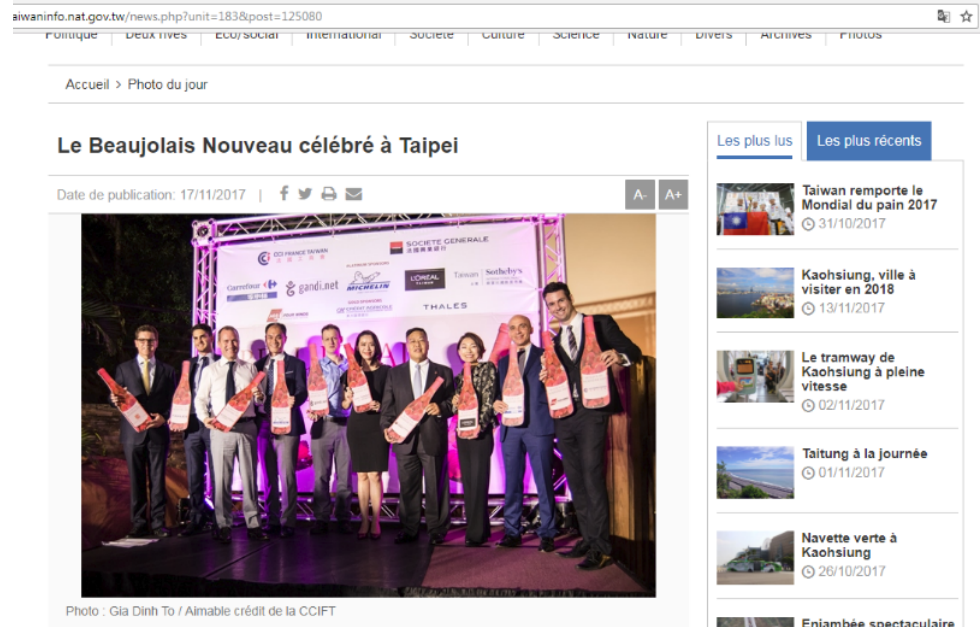 aiwaninfo.nat.gov.tw/news.php?unit=183&post=125080
Politique Deux rives Eco/social International Société Culture Science Nature Divers Archives Photos
Accueil > Photo du jour
Le Beaujolais Nouveau célébré à Taipei
Date de publication: 17/11/2017 |
A- A+
CCI FRANCE TAIWAN
SOCIETE GENERALE
Carrefour
gandi.net
MICHELIN
L'ORÉAL
Taiwan Sotheby's
CREDIT AGRICOLE
THALES
Photo : Gia Dinh To / Aimable crédit de la CCIFT
Les plus lus Les plus récents
Taiwan remporte le
Mondial du pain 2017
31/10/2017
Kaohsiung, ville à
visiter en 2018
13/11/2017
Le tramway de
Kaohsiung à pleine
vitesse
02/11/2017
Taitung à la journée
01/11/2017
Navette verte à
Kaohsiung
26/10/2017
Enjambée spectaculaire